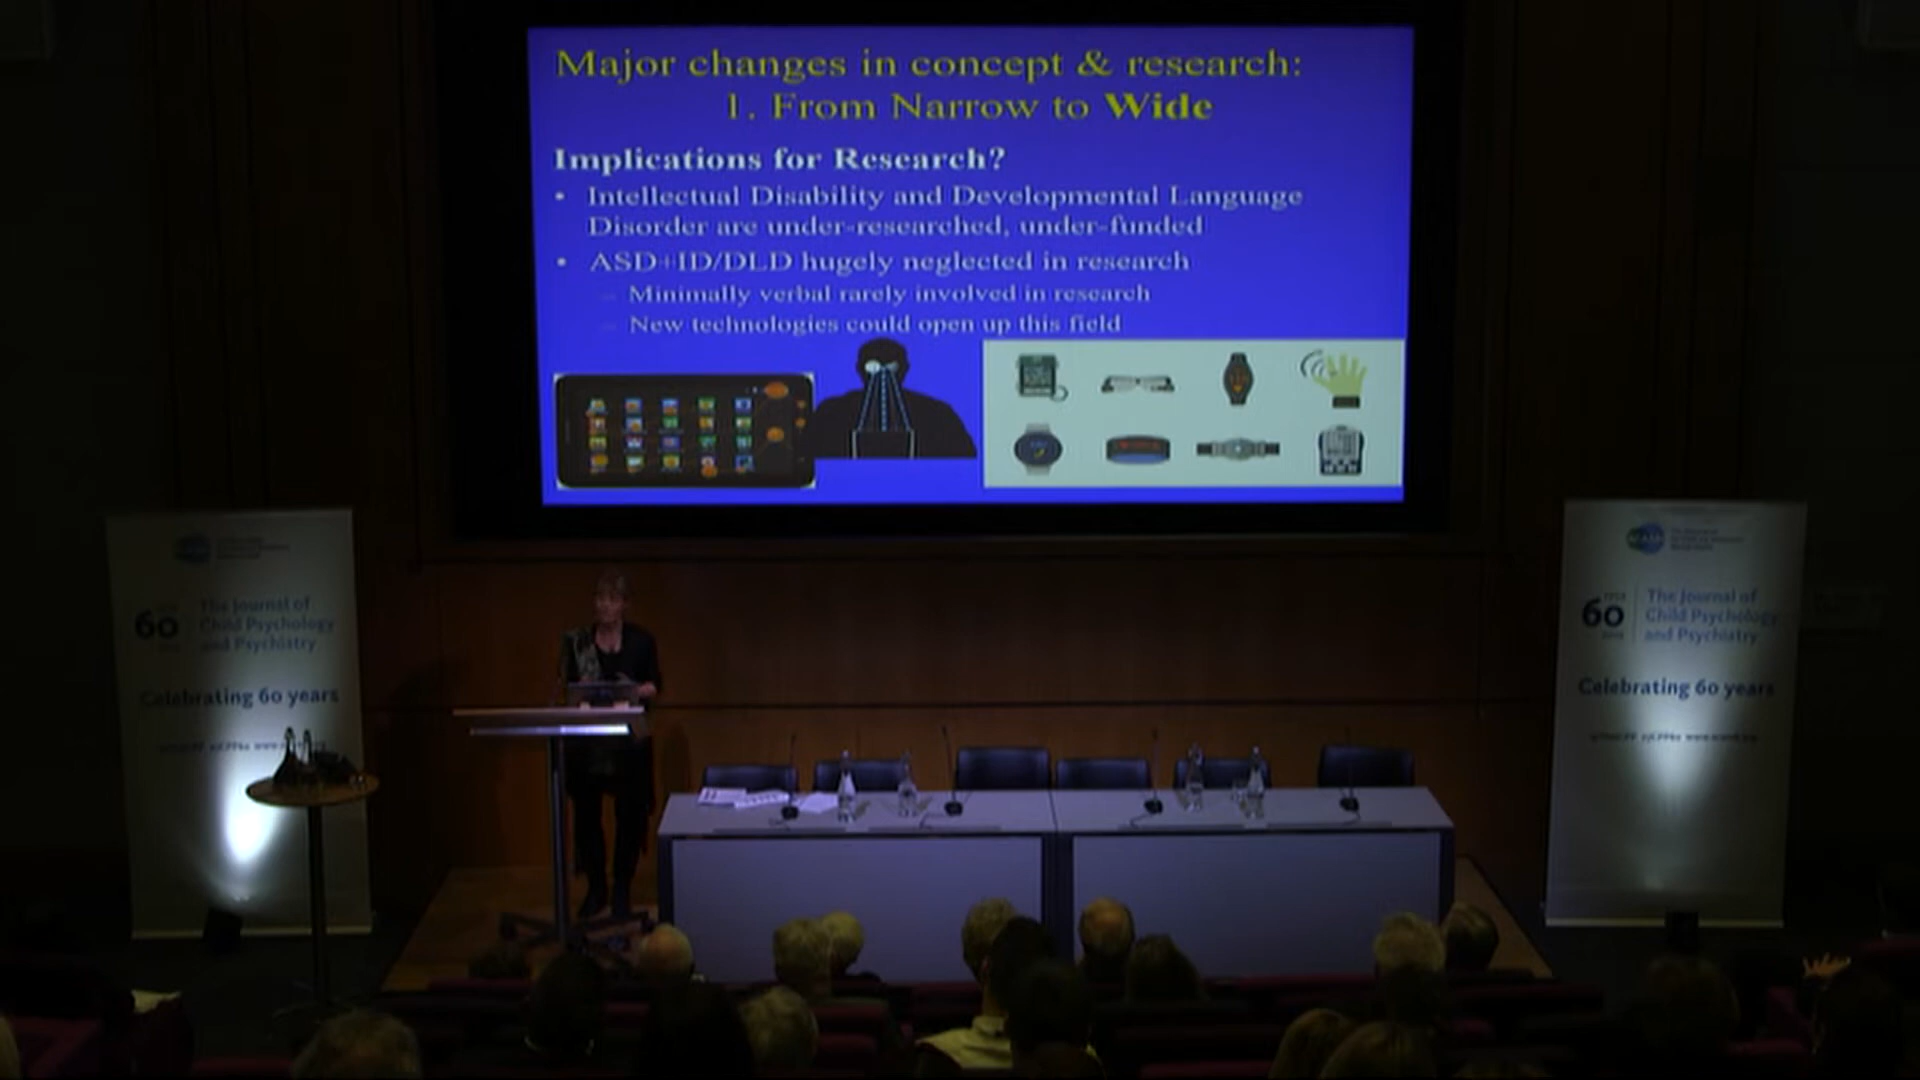 Major changes in concept & research:
1. From Narrow to Wide
Implications for Research?
• Intellectual Disability and Developmental Language
Disorder are under-researched, under-funded
• ASD+ID/DLD hugely neglected in research
– Minimally verbal rarely involved in research
– New technologies could open up this field
60
The Journal of
Child Psychology
and Psychiatry
Celebrating 60 years
60
The Journal of
Child Psychology
and Psychiatry
Celebrating 60 years